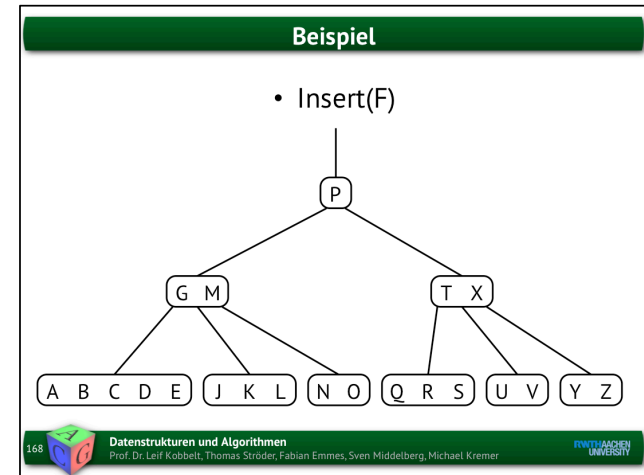 Beispiel
• Insert(F)
P
G M
T X
A B C D E
J K L
N O
Q R S
U V
Y Z
168
A
C G
Datenstrukturen und Algorithmen
Prof. Dr. Leif Kobbelt, Thomas Ströder, Fabian Emmes, Sven Middelberg, Michael Kremer
RWTHAACHEN
UNIVERSITY